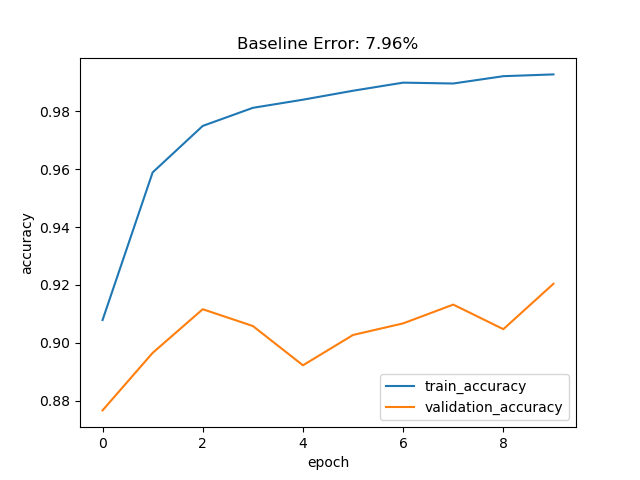 Baseline Error: 7.96%
0.98
0.96
0.94
0.92
0.90
0.88
accuracy
train_accuracy
validation_accuracy
0 2 4 6 8
epoch